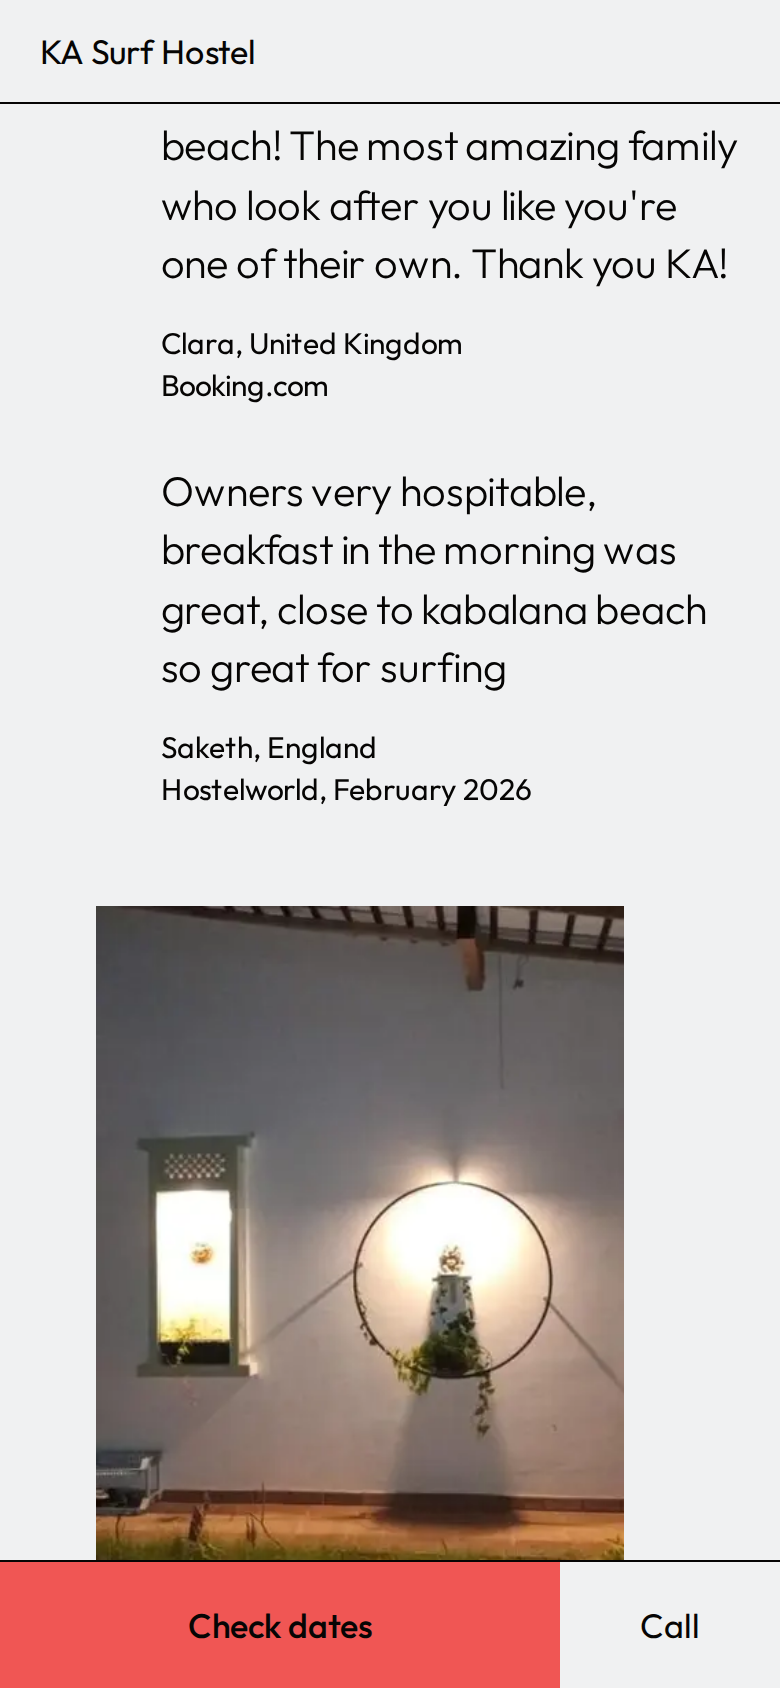 KA Surf Hostel
beach! The most amazing family
who look after you like you're
one of their own. Thank you KA!
Clara, United Kingdom
Booking.com
Owners very hospitable,
breakfast in the morning was
great, close to kabalana beach
so great for surfing
Saketh, England
Hostelworld, February 2026
Check dates
Call